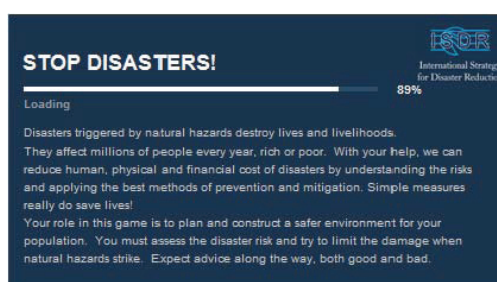 ISDR
International Strategy
for Disaster Reduction
STOP DISASTERS!
89%
Loading
Disasters triggered by natural hazards destroy lives and livelihoods.
They affect millions of people every year, rich or poor. With your help, we can
reduce human, physical and financial cost of disasters by understanding the risks
and applying the best methods of prevention and mitigation. Simple measures
really do save lives!
Your role in this game is to plan and construct a safer environment for your
population. You must assess the disaster risk and try to limit the damage when
natural hazards strike. Expect advice along the way, both good and bad.